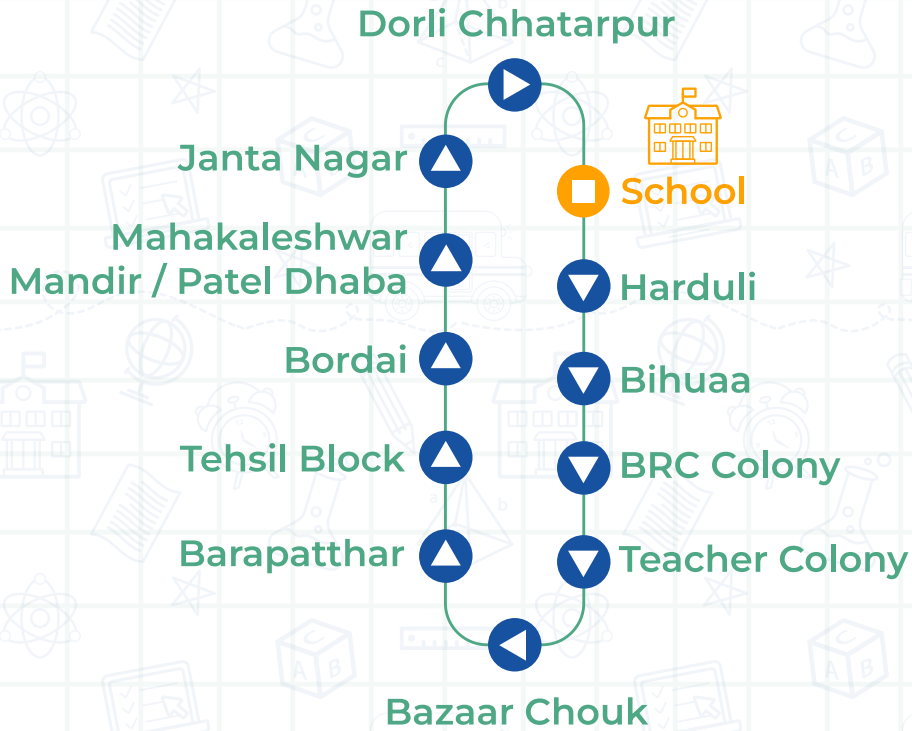 Dorli Chhatarpur
Janta Nagar
School
Mahakaleshwar
Mandir / Patel Dhaba
Harduli
Bordai
Bihuaa
Tehsil Block
BRC Colony
Barapatthar
Teacher Colony
Bazaar Chouk